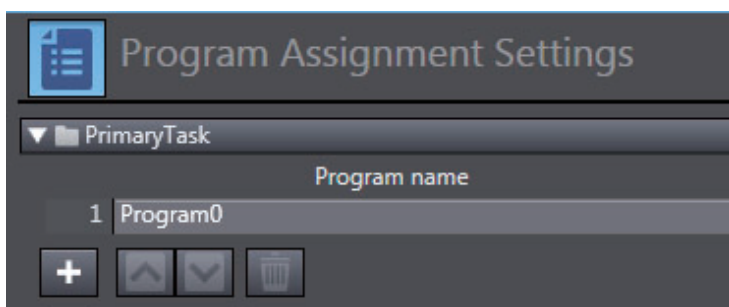 Program Assignment Settings
PrimaryTask
Program name
1 Program0